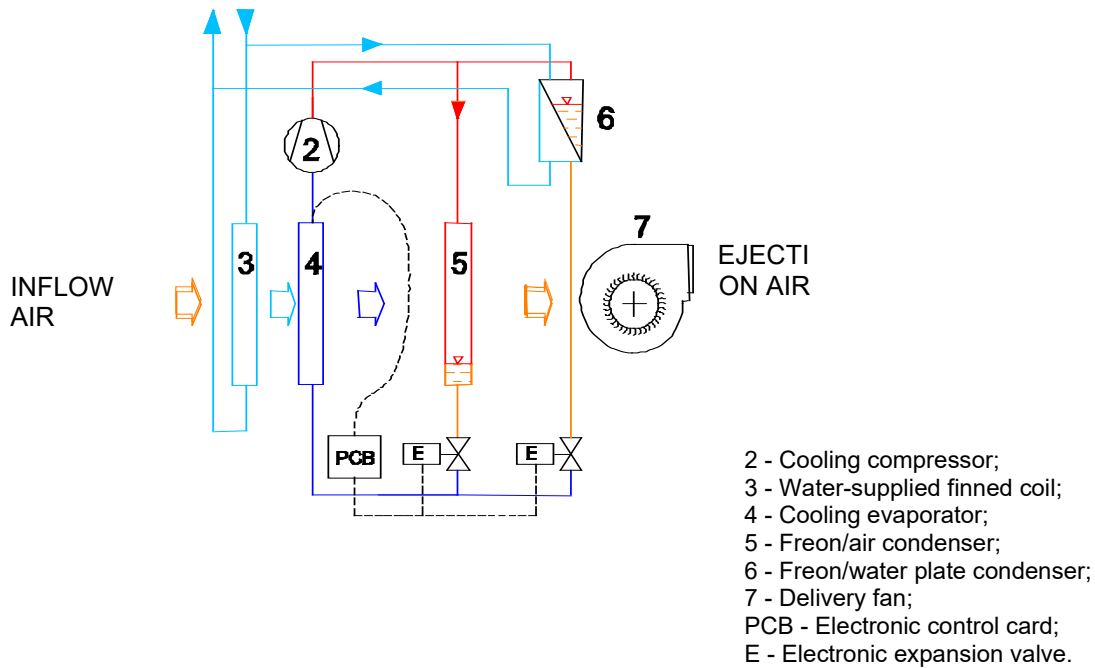 2
6
7
3
4
5
INFLOW
AIR
EJECTI
ON AIR
PCB
E
E
2 - Cooling compressor;
3 - Water-supplied finned coil;
4 - Cooling evaporator;
5 - Freon/air condenser;
6 - Freon/water plate condenser;
7 - Delivery fan;
PCB - Electronic control card;
E - Electronic expansion valve.